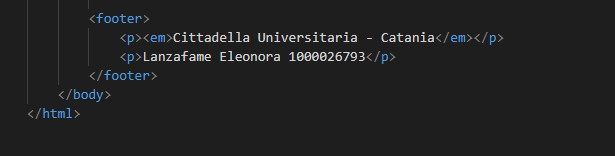 <footer>
<p><em>Cittadella Universitaria - Catania</em></p>
<p>Lanzafame Eleonora 1000026793</p>
</footer>
</body>
</html>